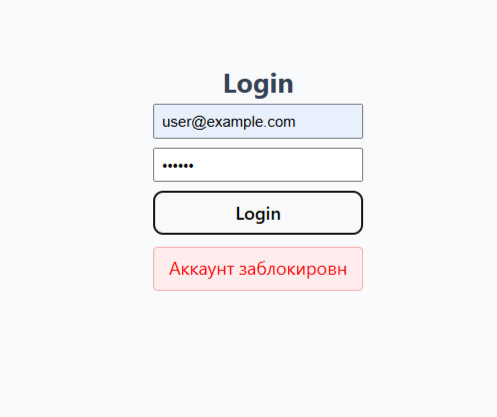 Login
user@example.com
••••••
Login
Аккаунт заблокировн